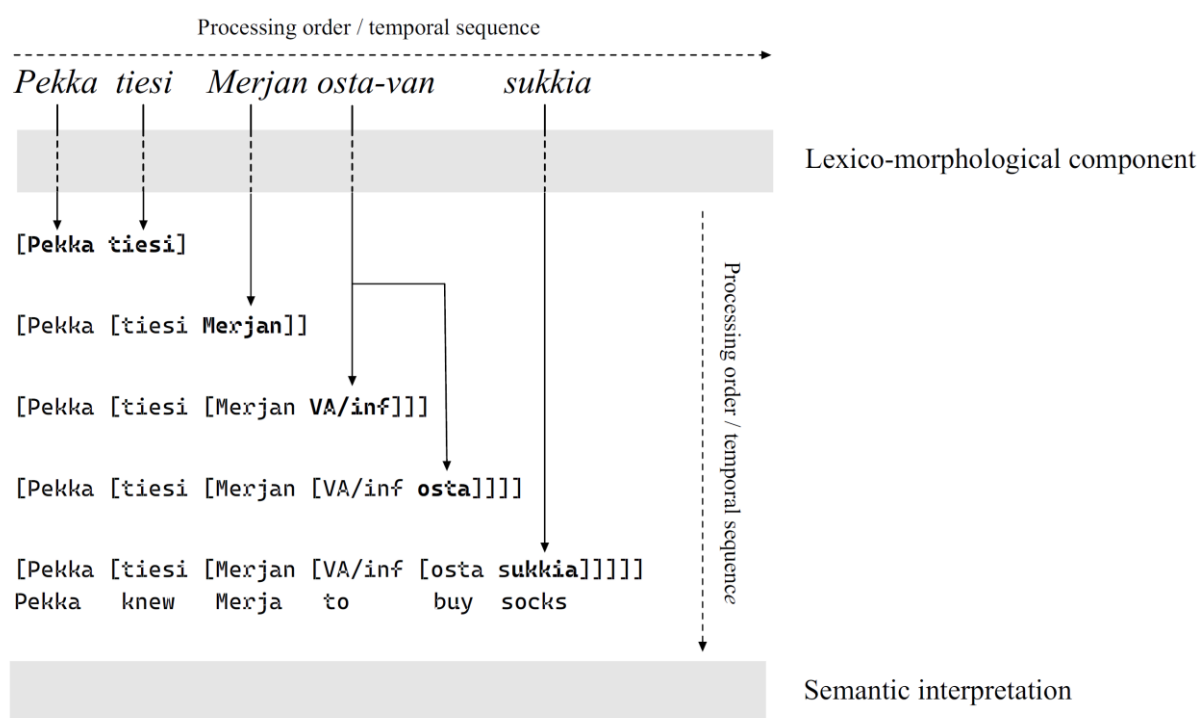 Processing order / temporal sequence
Pekka tiesi Merjan osta-van sukkia
Lexico-morphological component
[Pekka tiesi]
[Pekka [tiesi Merjan]]
[Pekka [tiesi [Merjan VA/inf]]]
[Pekka [tiesi [Merjan [VA/inf osta]]]]
[Pekka [tiesi [Merjan [VA/inf [osta sukkia]]]]]
Pekka knew Merja to buy socks
Processing order / temporal sequence
Semantic interpretation